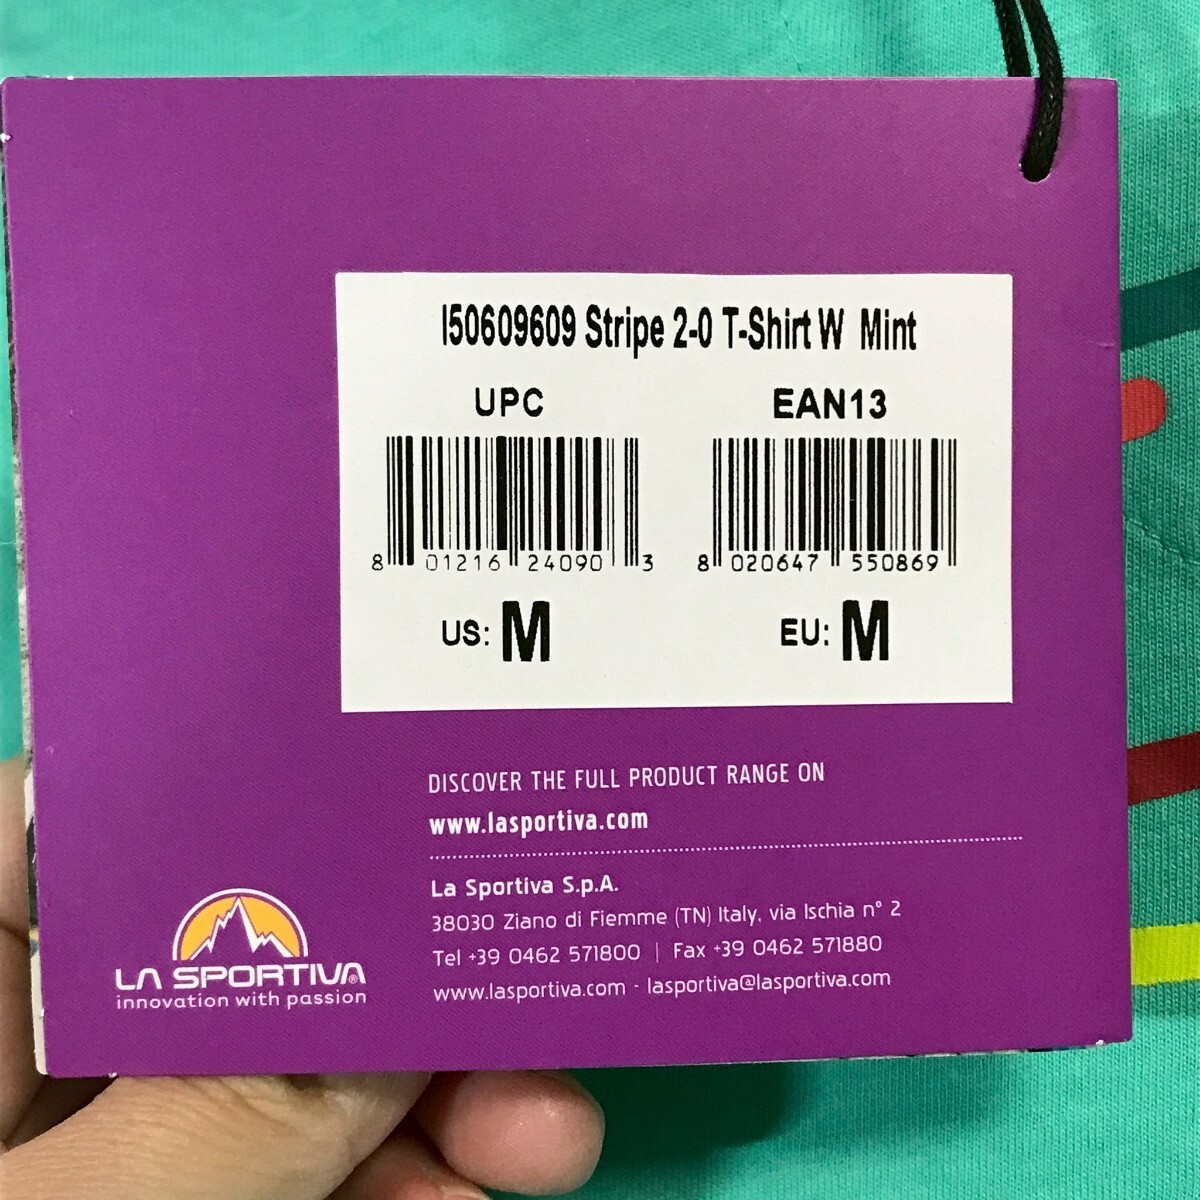 I50609609 Stripe 2-0 T-Shirt W Mint
UPC EAN13
8 01216 24090 3 8 020647 550869
US: M EU: M
DISCOVER THE FULL PRODUCT RANGE ON
www.lasportiva.com
La Sportiva S.p.A.
38030 Ziano di Fiemme (TN) Italy, via Ischia n° 2
Tel +39 0462 571800 | Fax +39 0462 571880
www.lasportiva.com - lasportiva@lasportiva.com
LA SPORTIVA®
innovation with passion